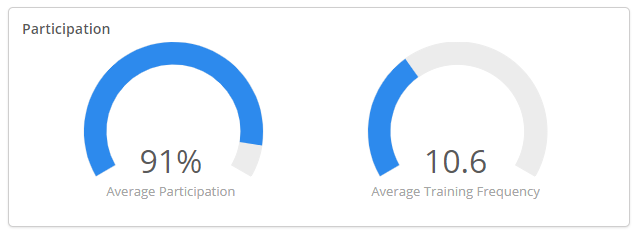 Participation
91%
Average Participation
10.6
Average Training Frequency